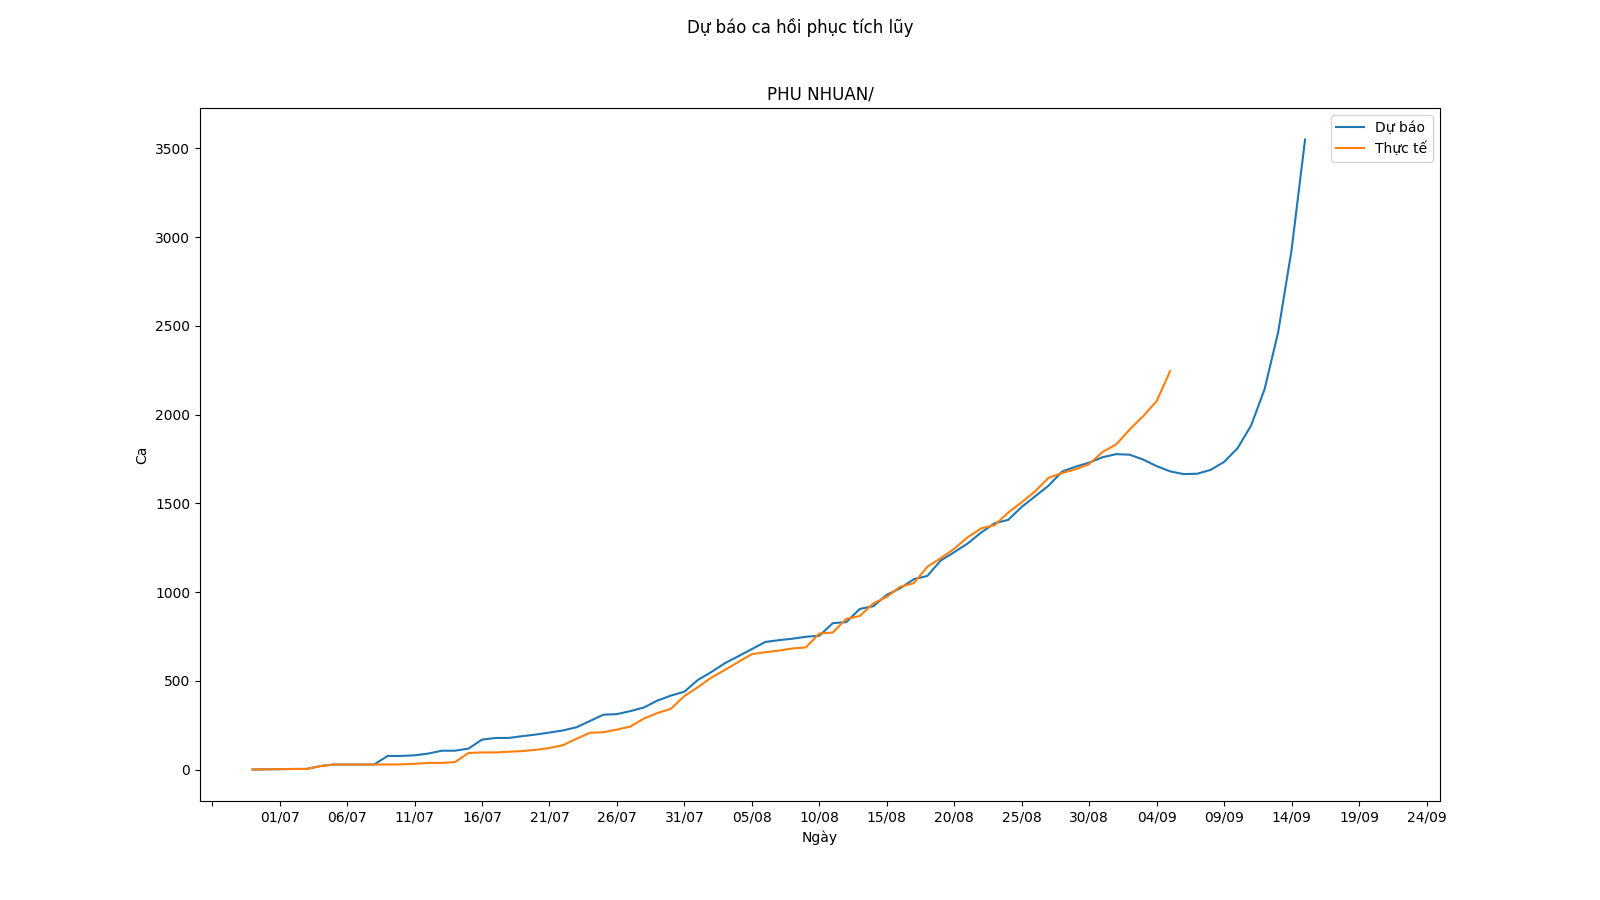 Dự báo ca hồi phục tích lũy
PHU NHUAN/
Dự báo
Thực tế
3500
3000
2500
2000
1500
1000
500
0
Ca
01/07 06/07 11/07 16/07 21/07 26/07 31/07 05/08 10/08 15/08 20/08 25/08 30/08 04/09 09/09 14/09 19/09 24/09
Ngày